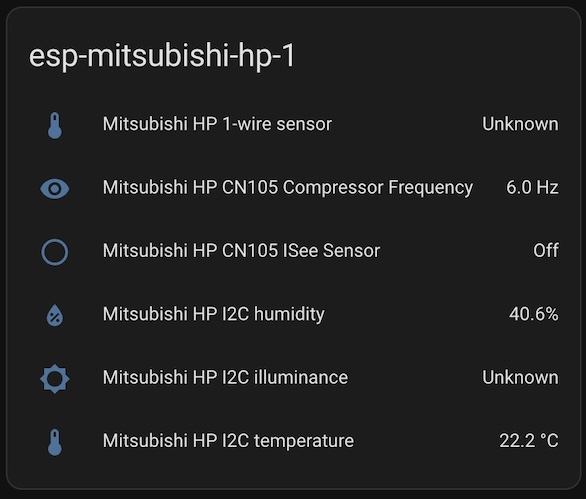 esp-mitsubishi-hp-1
Mitsubishi HP 1-wire sensor Unknown
Mitsubishi HP CN105 Compressor Frequency 6.0 Hz
Mitsubishi HP CN105 ISee Sensor Off
Mitsubishi HP I2C humidity 40.6%
Mitsubishi HP I2C illuminance Unknown
Mitsubishi HP I2C temperature 22.2 °C